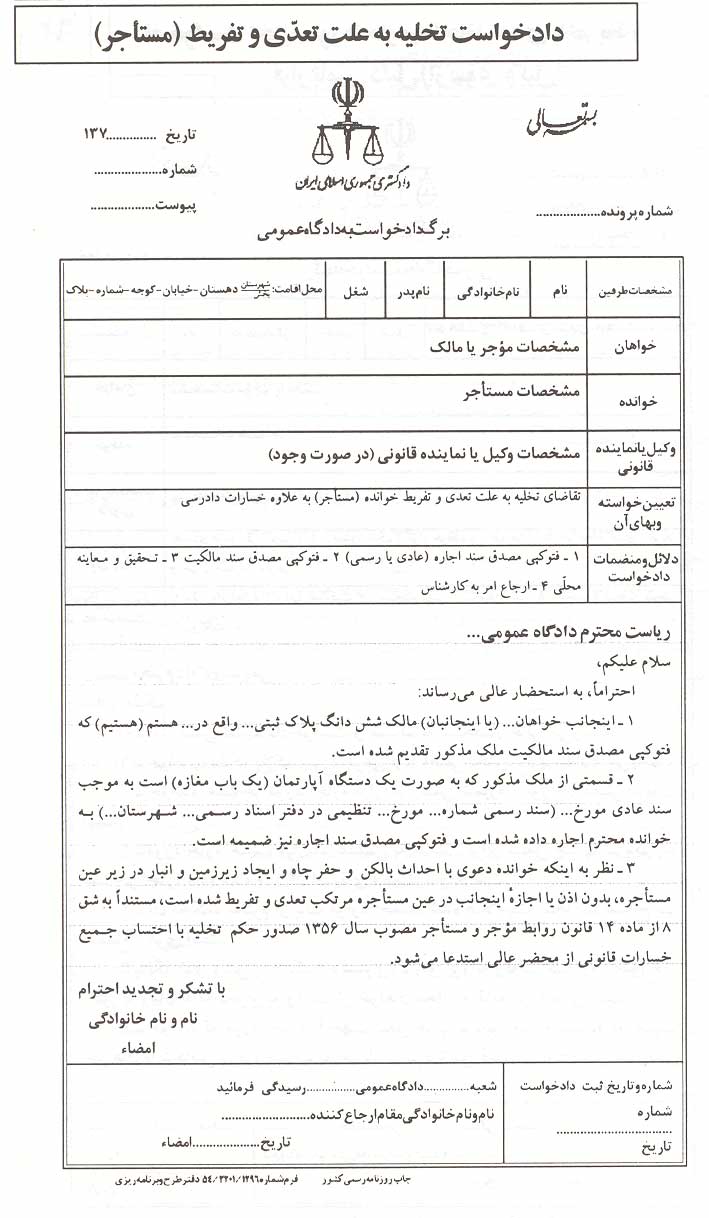 دادخواست تخلیه به علت تعدّی و تفریط (مستأجر)
بسمه تعالی
دادگستری جمهوری اسلامی ایران
تاریخ ............... ۱۳۷
شماره.....................
پیوست...................
شماره پرونده...................
برگ دادخواست به دادگاه عمومی
مشخصات طرفین نام نام خانوادگی نام پدر شغل محل اقامت: شهرستان بخش دهستان-خیابان-کوچه-شماره-پلاک
خواهان مشخصات مؤجر یا مالک
خوانده مشخصات مستأجر
وکیل یا نماینده قانونی مشخصات وکیل یا نماینده قانونی (در صورت وجود)
تعیین خواسته وبهای آن تقاضای تخلیه به علت تعدی و تفریط خوانده (مستأجر) به علاوه خسارات دادرسی
دلائل و منضمات دادخواست ۱ ـ فتوکپی مصدق سند اجاره (عادی یا رسمی) ۲ ـ فتوکپی مصدق سند مالکیت ۳ ـ تحقیق و معاینه
محلّی ۴ ـ ارجاع امر به کارشناس
ریاست محترم دادگاه عمومی...
سلام علیکم،
احتراماً، به استحضار عالی می‌رساند:
۱ ـ اینجانب خواهان... (یا اینجانبان) مالک شش دانگ پلاک ثبتی... واقع در... هستم (هستیم) که
فتوکپی مصدق سند مالکیت ملک مذکور تقدیم شده است.
۲ ـ قسمتی از ملک مذکور که به صورت یک دستگاه آپارتمان (یک باب مغازه) است به موجب
سند عادی مورخ... (سند رسمی شماره... مورخ... تنظیمی در دفتر اسناد رسمی... شهرستان...) به
خوانده محترم اجاره داده شده است و فتوکپی مصدق سند اجاره نیز ضمیمه است.
۳ ـ نظر به اینکه خوانده دعوی با احداث بالکن و حفر چاه و ایجاد زیرزمین و انبار در زیر عین
مستأجره، بدون اذن یا اجازهٔ اینجانب در عین مستأجره مرتکب تعدی و تفریط شده است، مستنداً به شق
۸ از ماده ۱۴ قانون روابط مؤجر و مستأجر مصوب سال ۱۳۵۶ صدور حکم تخلیه با احتساب جمیع
خسارات قانونی از محضر عالی استدعا می‌شود.
با تشکر و تجدید احترام
نام و نام خانوادگی
امضاء
شماره وتاریخ ثبت دادخواست
شماره
.................................
تاریخ
شعبه..............دادگاه عمومی...............رسیدگی فرمائید
نام ونام خانوادگی مقام ارجاع کننده..........................
تاریخ....................امضاء
چاپ روزنامه رسمی کشور فرم شماره ۵۴/۳۲۰۱/۱۲۹۶ دفتر طرح وبرنامه ریزی